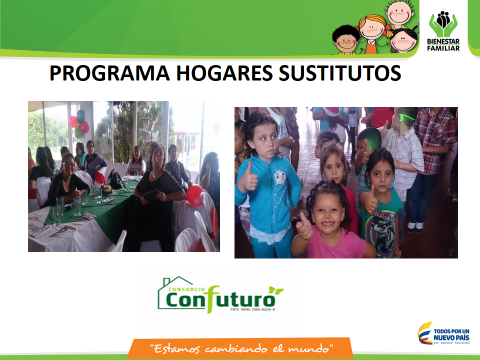 BIENESTAR
FAMILIAR
PROGRAMA HOGARES SUSTITUTOS
CONSORCIO
Confuturo
"Estamos cambiando el mundo"
TODOS POR UN
NUEVO PAÍS